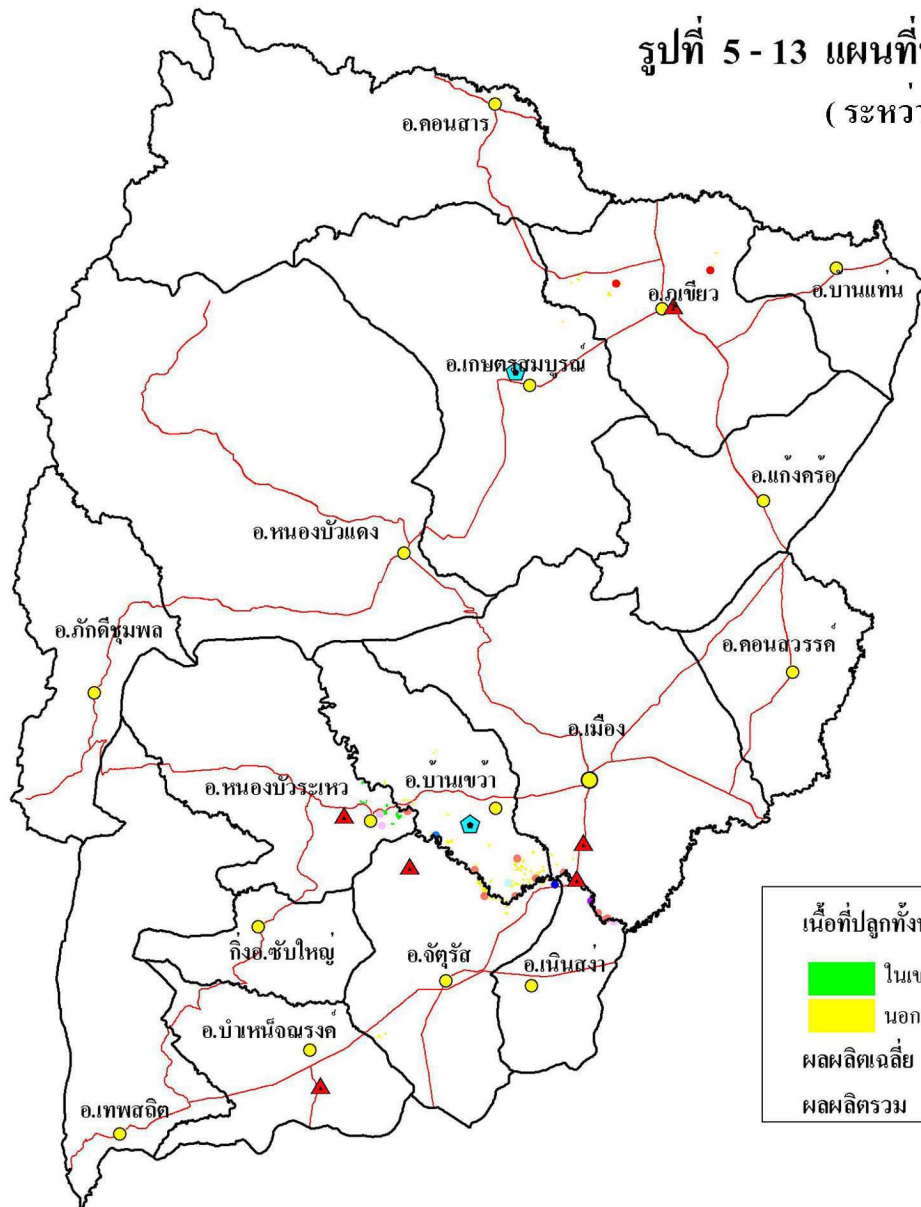 รูปที่ 5 - 13 แผนที่
( ระหว่า
อ.คอนสาร
อ.บ้านแท่น
อ.ภูเขียว
อ.เกษตรสมบูรณ์
อ.แก้งคร้อ
อ.หนองบัวแดง
อ.ภักดีชุมพล
อ.คอนสวรรค์
อ.เมือง
อ.หนองบัวระเหว
อ.บ้านเขว้า
กิ่งอ.ซับใหญ่
อ.จัตุรัส
อ.เนินสง่า
อ.บำเหน็จณรงค์
อ.เทพสถิต
เนื้อที่ปลูกทั้ง
ในเข
นอก
ผลผลิตเฉลี่ย
ผลผลิตรวม